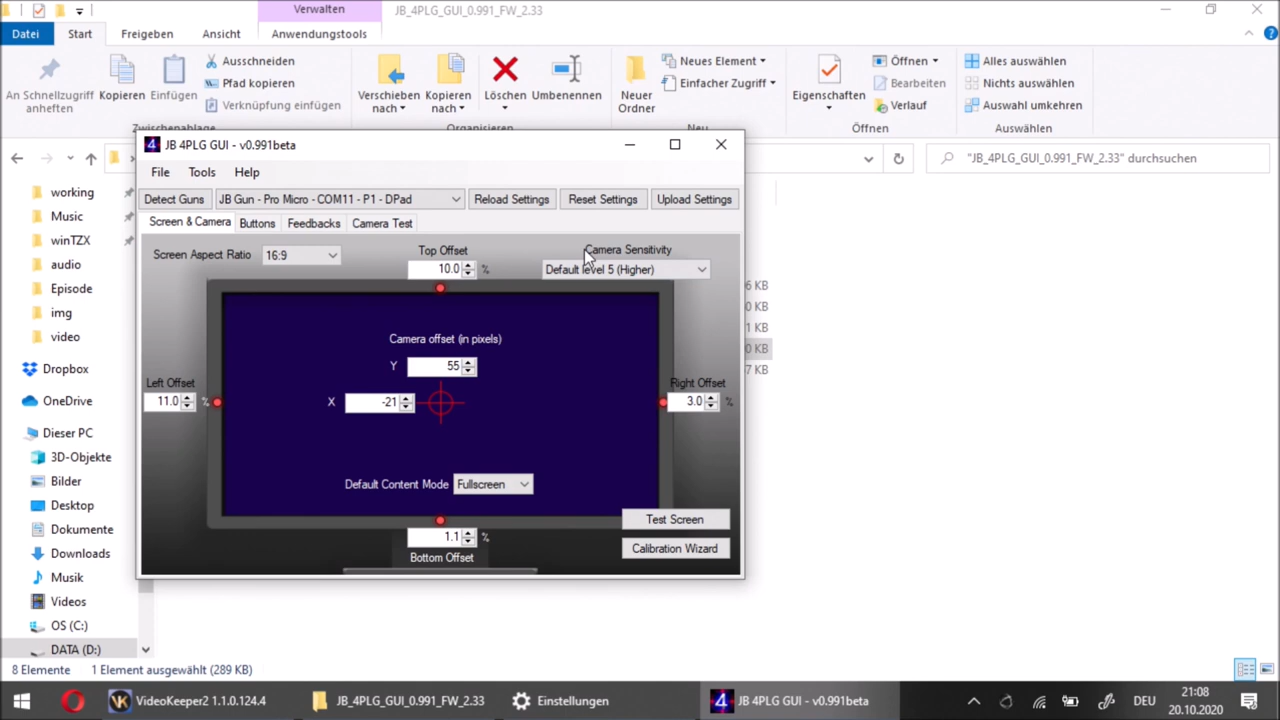 Verwalten
JB_4PLG_GUI_0.991_FW_2.33
Datei
Start
Freigeben
Ansicht
Anwendungstools
An Schnellzugriff
anheften
Kopieren
Einfügen
Ausschneiden
Pfad kopieren
Verknüpfung einfügen
Zwischenablage
Verschieben
nach
Kopieren
nach
Löschen
Umbenennen
Organisieren
Neuer
Ordner
Neues Element
Einfacher Zugriff
Neu
Eigenschaften
Öffnen
Bearbeiten
Verlauf
Öffnen
Alles auswählen
Nichts auswählen
Auswahl umkehren
Auswählen
"JB_4PLG_GUI_0.991_FW_2.33" durchsuchen
working
Music
winTZX
audio
Episode
img
video
Dropbox
OneDrive
Dieser PC
3D-Objekte
Bilder
Desktop
Dokumente
Downloads
Musik
Videos
OS (C:)
DATA (D:)
JB 4PLG GUI - v0.991beta
File
Tools
Help
Detect Guns
JB Gun - Pro Micro - COM11 - P1 - DPad
Reload Settings
Reset Settings
Upload Settings
Screen & Camera
Buttons
Feedbacks
Camera Test
Screen Aspect Ratio
16:9
Top Offset
10.0 %
Camera Sensitivity
Default level 5 (Higher)
Camera offset (in pixels)
Y 55
Left Offset
11.0 %
X -21
Right Offset
3.0 %
Default Content Mode
Fullscreen
Test Screen
1.1 %
Calibration Wizard
Bottom Offset
6 KB
0 KB
1 KB
0 KB
7 KB
8 Elemente
1 Element ausgewählt (289 KB)
VideoKeeper2 1.1.0.124.4
JB_4PLG_GUI_0.991_FW_2.33
Einstellungen
JB 4PLG GUI - v0.991beta
DEU
21:08
20.10.2020